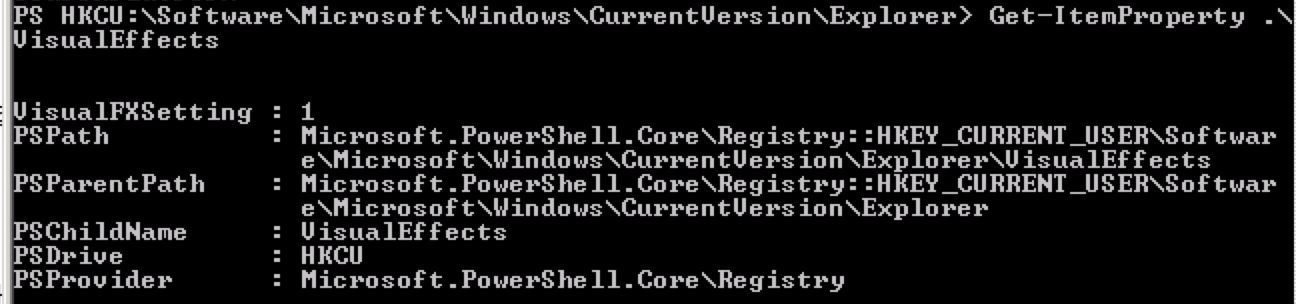 PS HKCU:\Software\Microsoft\Windows\CurrentVersion\Explorer> Get-ItemProperty .\
VisualEffects
VisualFXSetting : 1
PSPath          : Microsoft.PowerShell.Core\Registry::HKEY_CURRENT_USER\Softwar
                  e\Microsoft\Windows\CurrentVersion\Explorer\VisualEffects
PSParentPath    : Microsoft.PowerShell.Core\Registry::HKEY_CURRENT_USER\Softwar
                  e\Microsoft\Windows\CurrentVersion\Explorer
PSChildName     : VisualEffects
PSDrive         : HKCU
PSProvider      : Microsoft.PowerShell.Core\Registry